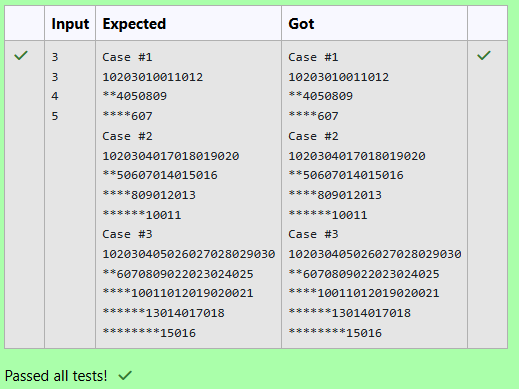 Input Expected Got
3 Case #1 Case #1
3 10203010011012 10203010011012
4 **4050809 **4050809
5 ****607 ****607
Case #2 Case #2
1020304017018019020 1020304017018019020
**50607014015016 **50607014015016
****809012013 ****809012013
******10011 ******10011
Case #3 Case #3
102030405026027028029030 102030405026027028029030
**6070809022023024025 **6070809022023024025
****10011012019020021 ****10011012019020021
******13014017018 ******13014017018
********15016 ********15016
Passed all tests!